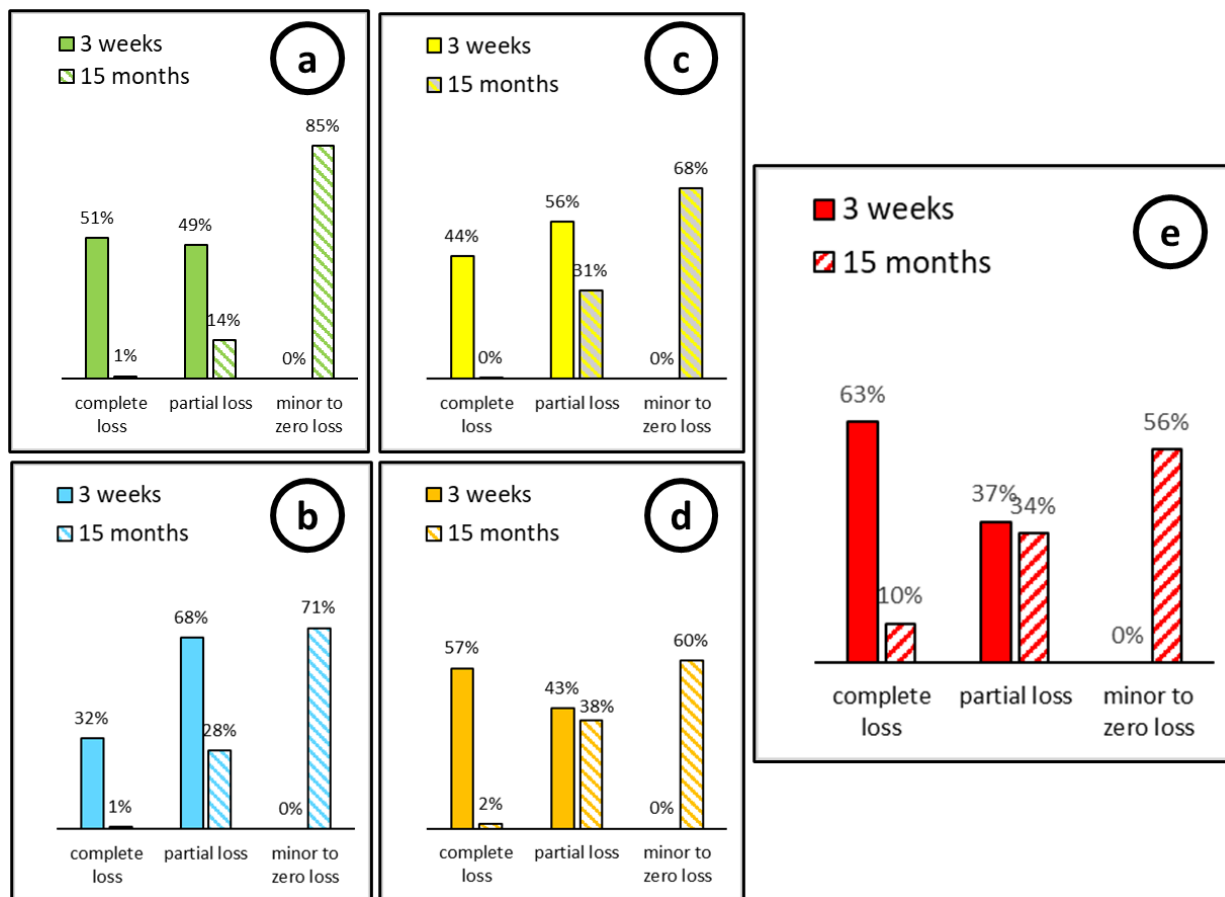 3 weeks
15 months
a
51%
1%
49%
14%
0%
85%
complete
loss
partial loss
minor to
zero loss
3 weeks
15 months
b
32%
1%
68%
28%
0%
71%
complete
loss
partial loss
minor to
zero loss
3 weeks
15 months
c
44%
0%
56%
31%
0%
68%
complete
loss
partial loss
minor to
zero loss
3 weeks
15 months
d
57%
2%
43%
38%
0%
60%
complete
loss
partial loss
minor to
zero loss
3 weeks
15 months
e
63%
10%
37%
34%
0%
56%
complete
loss
partial loss
minor to
zero loss